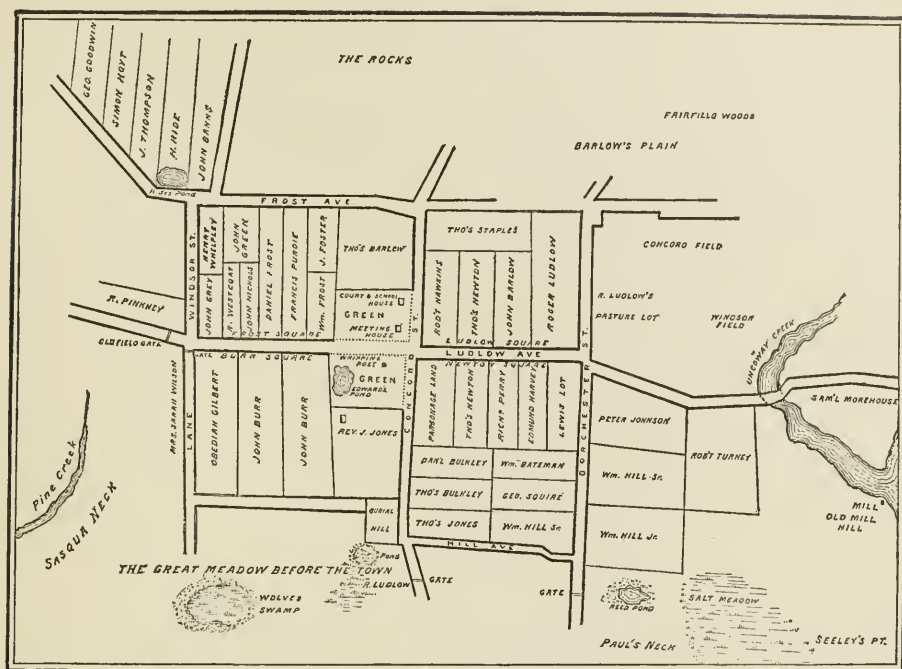 THE ROCKS
GEO. GOODWIN
SIMON HOYT
J. THOMPSON
H. HIDE
JOHN BANKS
FAIRFIELD WOODS
BARLOW'S PLAIN
FROST AVE
WINDSOR ST.
HENRY
WHELPLEY
JOHN GREY
JOHN
GREEN
R. WESTCOAT
JOHN NICHOLS
DANIEL FROST
FRANCIS PURDIE
J. FOSTER
Wm. FROST
THO'S BARLOW
COURT & SCHOOL
HOUSE
GREEN
MEETING
HOUSE
FROST SQUARE
CONCORD ST.
THO'S STAPLES
ROB'T HAWKINS
THO'S NEWTON
JOHN BARLOW
ROGER LUDLOW
LUDLOW SQUARE
CONCORD FIELD
R. LUDLOW'S
PASTURE LOT
WINDSOR
FIELD
R. PINKNEY
OLDFIELD GATE
LUDLOW AVE
UNCOWAY CREEK
SAM'L MOREHOUSE
MRS. SARAH WILSON
LANE
GATE
BURR SQUARE
OBEDIAH GILBERT
JOHN BURR
JOHN BURR
WHIPPING
POST
GREEN
EDWARD'S
POND
REV. J. JONES
NEWTON SQUARE
PARSONAGE LAND
THO'S NEWTON
RICHD PERRY
EDMUND HARVEY
LEWIS LOT
DORCHESTER ST.
PETER JOHNSON
ROB'T TURNEY
DAN'L BULKLEY
Wm. BATEMAN
Wm. HILL Sr.
THO'S BULKLEY
GEO. SQUIRE
THO'S JONES
Wm. HILL Sr.
Wm. HILL Jr.
HILL AVE
MILL
OLD MILL
HILL
Pine Creek
SASQUA NECK
BURIAL
HILL
Pond
THE GREAT MEADOW BEFORE THE TOWN
R. LUDLOW
GATE
GATE
WOLVES
SWAMP
REED POND
SALT MEADOW
PAUL'S NECK
SEELEY'S PT.